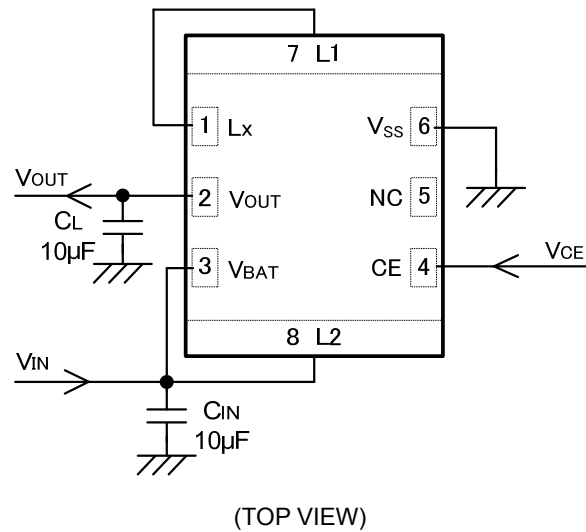 7 L1
1 Lx
VSS 6
VOUT
2 VOUT
NC 5
CL
10µF
3 VBAT
CE 4
VCE
8 L2
VIN
CIN
10µF
(TOP VIEW)